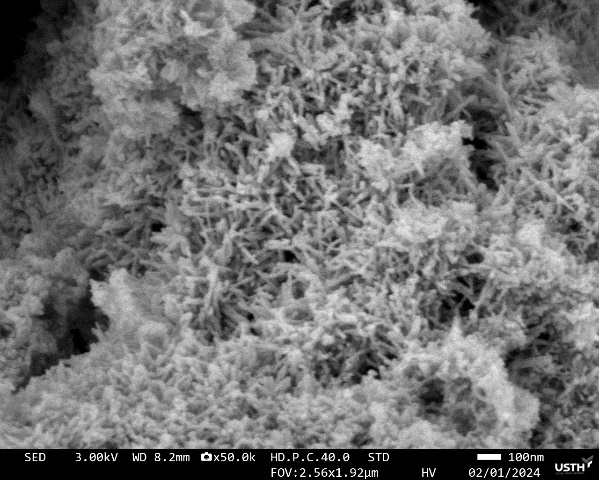 SED 3.00kV WD 8.2mm x50.0k HD.P.C.40.0 STD 100nm
FOV:2.56x1.92µm HV 02/01/2024 USTH